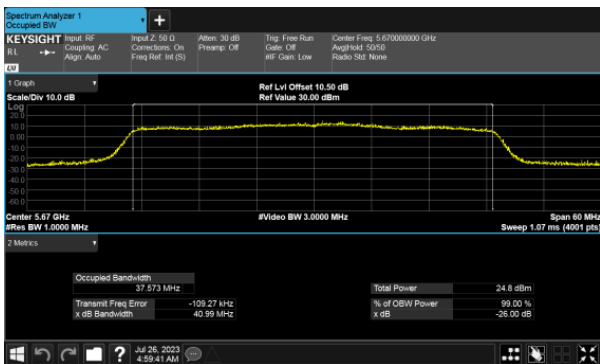 Spectrum Analyzer 1
Occupied BW
KEYSIGHT
R L
Input: RF
Coupling: AC
Align: Auto
Input Z: 50 Ω
Corrections: On
Freq Ref: Int (S)
Atten: 30 dB
Preamp: Off
Trig: Free Run
Gate: Off
#IF Gain: Low
Center Freq: 5.670000000 GHz
Avg|Hold: 50/50
Radio Std: None
1 Graph
Scale/Div 10.0 dB
Ref Lvl Offset 10.50 dB
Ref Value 30.00 dBm
Log
20.0
10.0
0.00
-10.0
-20.0
-30.0
-40.0
-50.0
-60.0
Center 5.67 GHz
#Res BW 1.0000 MHz
#Video BW 3.0000 MHz
Span 60 MHz
Sweep 1.07 ms (4001 pts)
2 Metrics
Occupied Bandwidth
37.573 MHz
Transmit Freq Error -109.27 kHz
x dB Bandwidth 40.99 MHz
Total Power 24.8 dBm
% of OBW Power 99.00 %
x dB -26.00 dB
Jul 26, 2023
4:59:41 AM